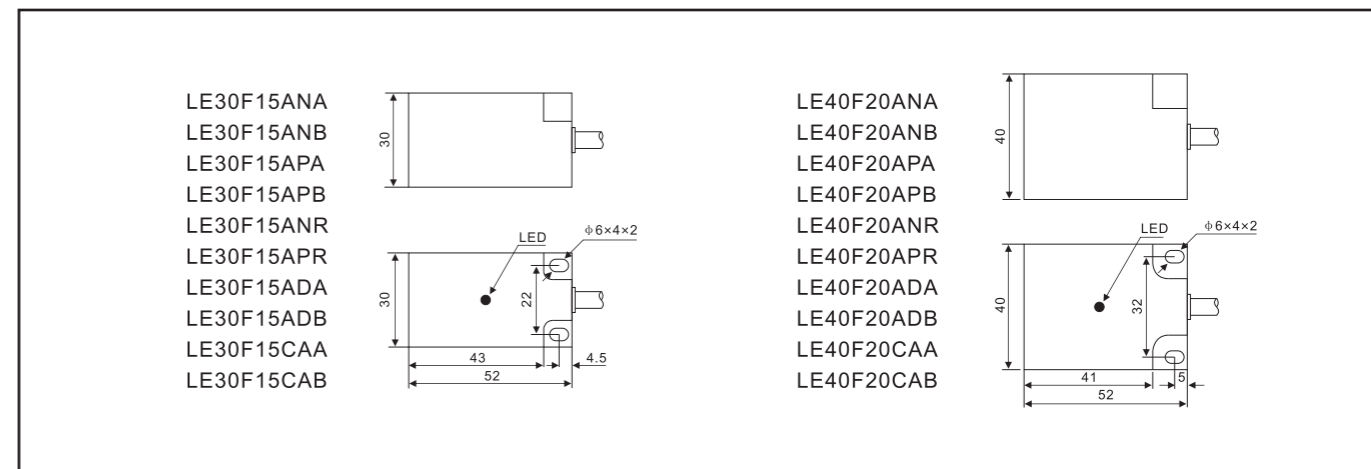 LE30F15ANA
LE30F15ANB
LE30F15APA
LE30F15APB
LE30F15ANR
LE30F15APR
LE30F15ADA
LE30F15ADB
LE30F15CAA
LE30F15CAB
30
LED
ϕ6×4×2
30
22
43
4.5
52
LE40F20ANA
LE40F20ANB
LE40F20APA
LE40F20APB
LE40F20ANR
LE40F20APR
LE40F20ADA
LE40F20ADB
LE40F20CAA
LE40F20CAB
40
LED
ϕ6×4×2
40
32
41
5
52